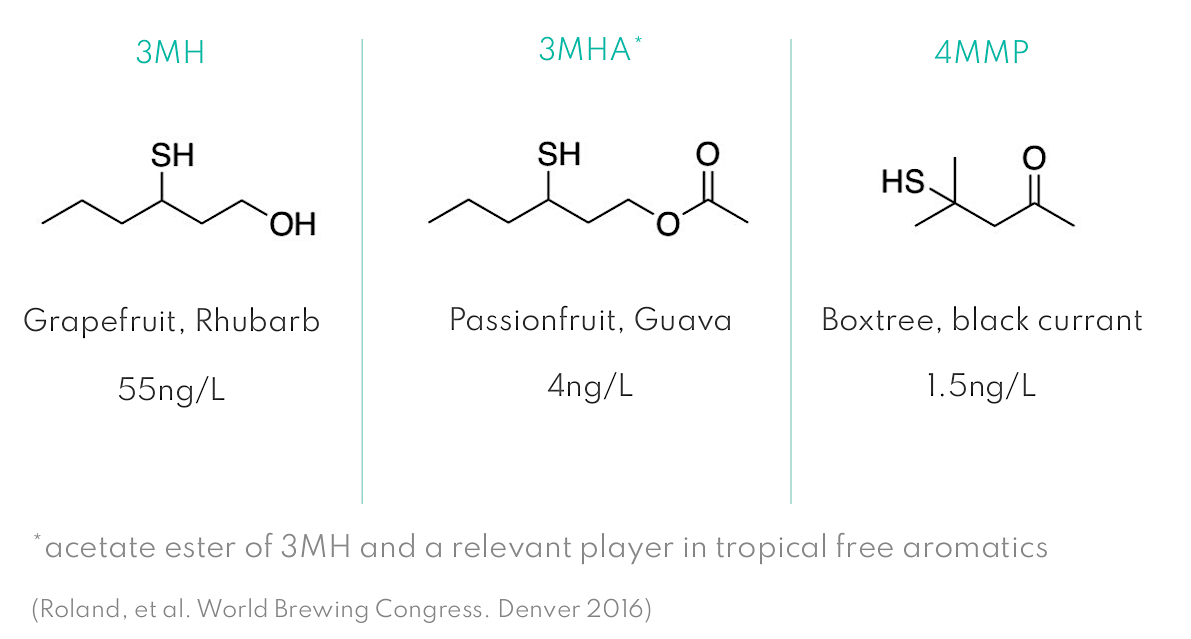 3MH
SH
OH
Grapefruit, Rhubarb
55ng/L
3MHA*
SH
O
O
Passionfruit, Guava
4ng/L
4MMP
HS
O
Boxtree, black currant
1.5ng/L
*acetate ester of 3MH and a relevant player in tropical free aromatics
(Roland, et al. World Brewing Congress. Denver 2016)